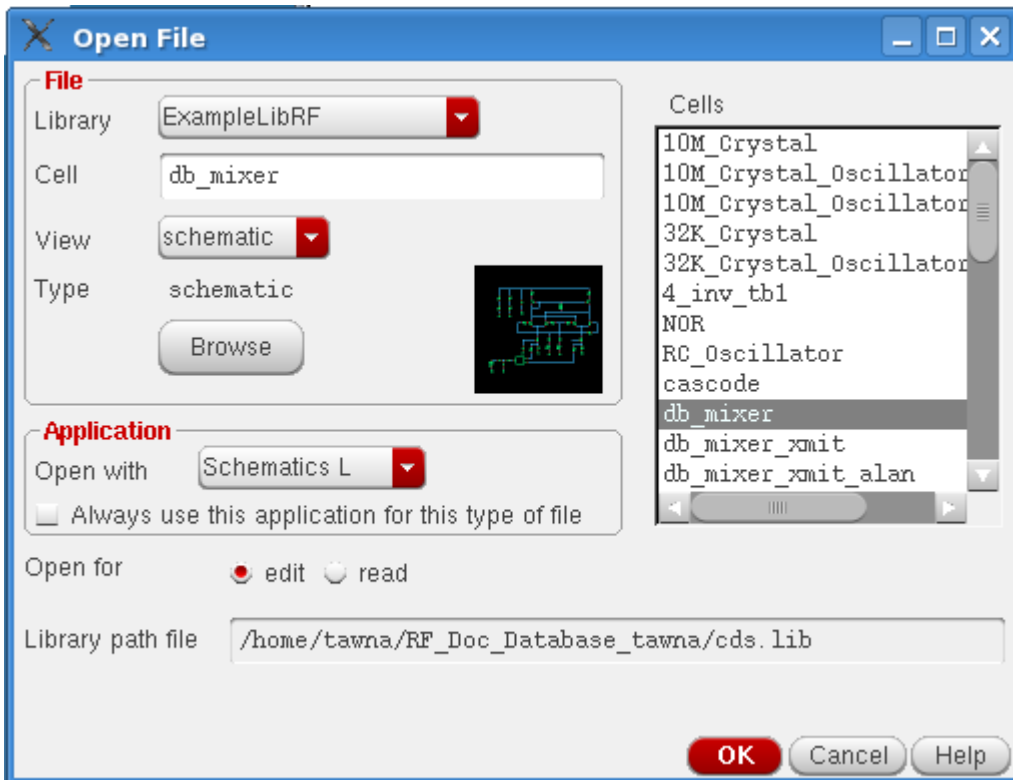 Open File
File
Library ExampleLibRF
Cell db_mixer
View schematic
Type schematic
Browse
Application
Open with Schematics L
Always use this application for this type of file
Open for edit read
Library path file /home/tawna/RF_Doc_Database_tawna/cds.lib
Cells
10M_Crystal
10M_Crystal_Oscillator
10M_Crystal_Oscillator
32K_Crystal
32K_Crystal_Oscillator
4_inv_tb1
NOR
RC_Oscillator
cascode
db_mixer
db_mixer_xmit
db_mixer_xmit_alan
OK Cancel Help